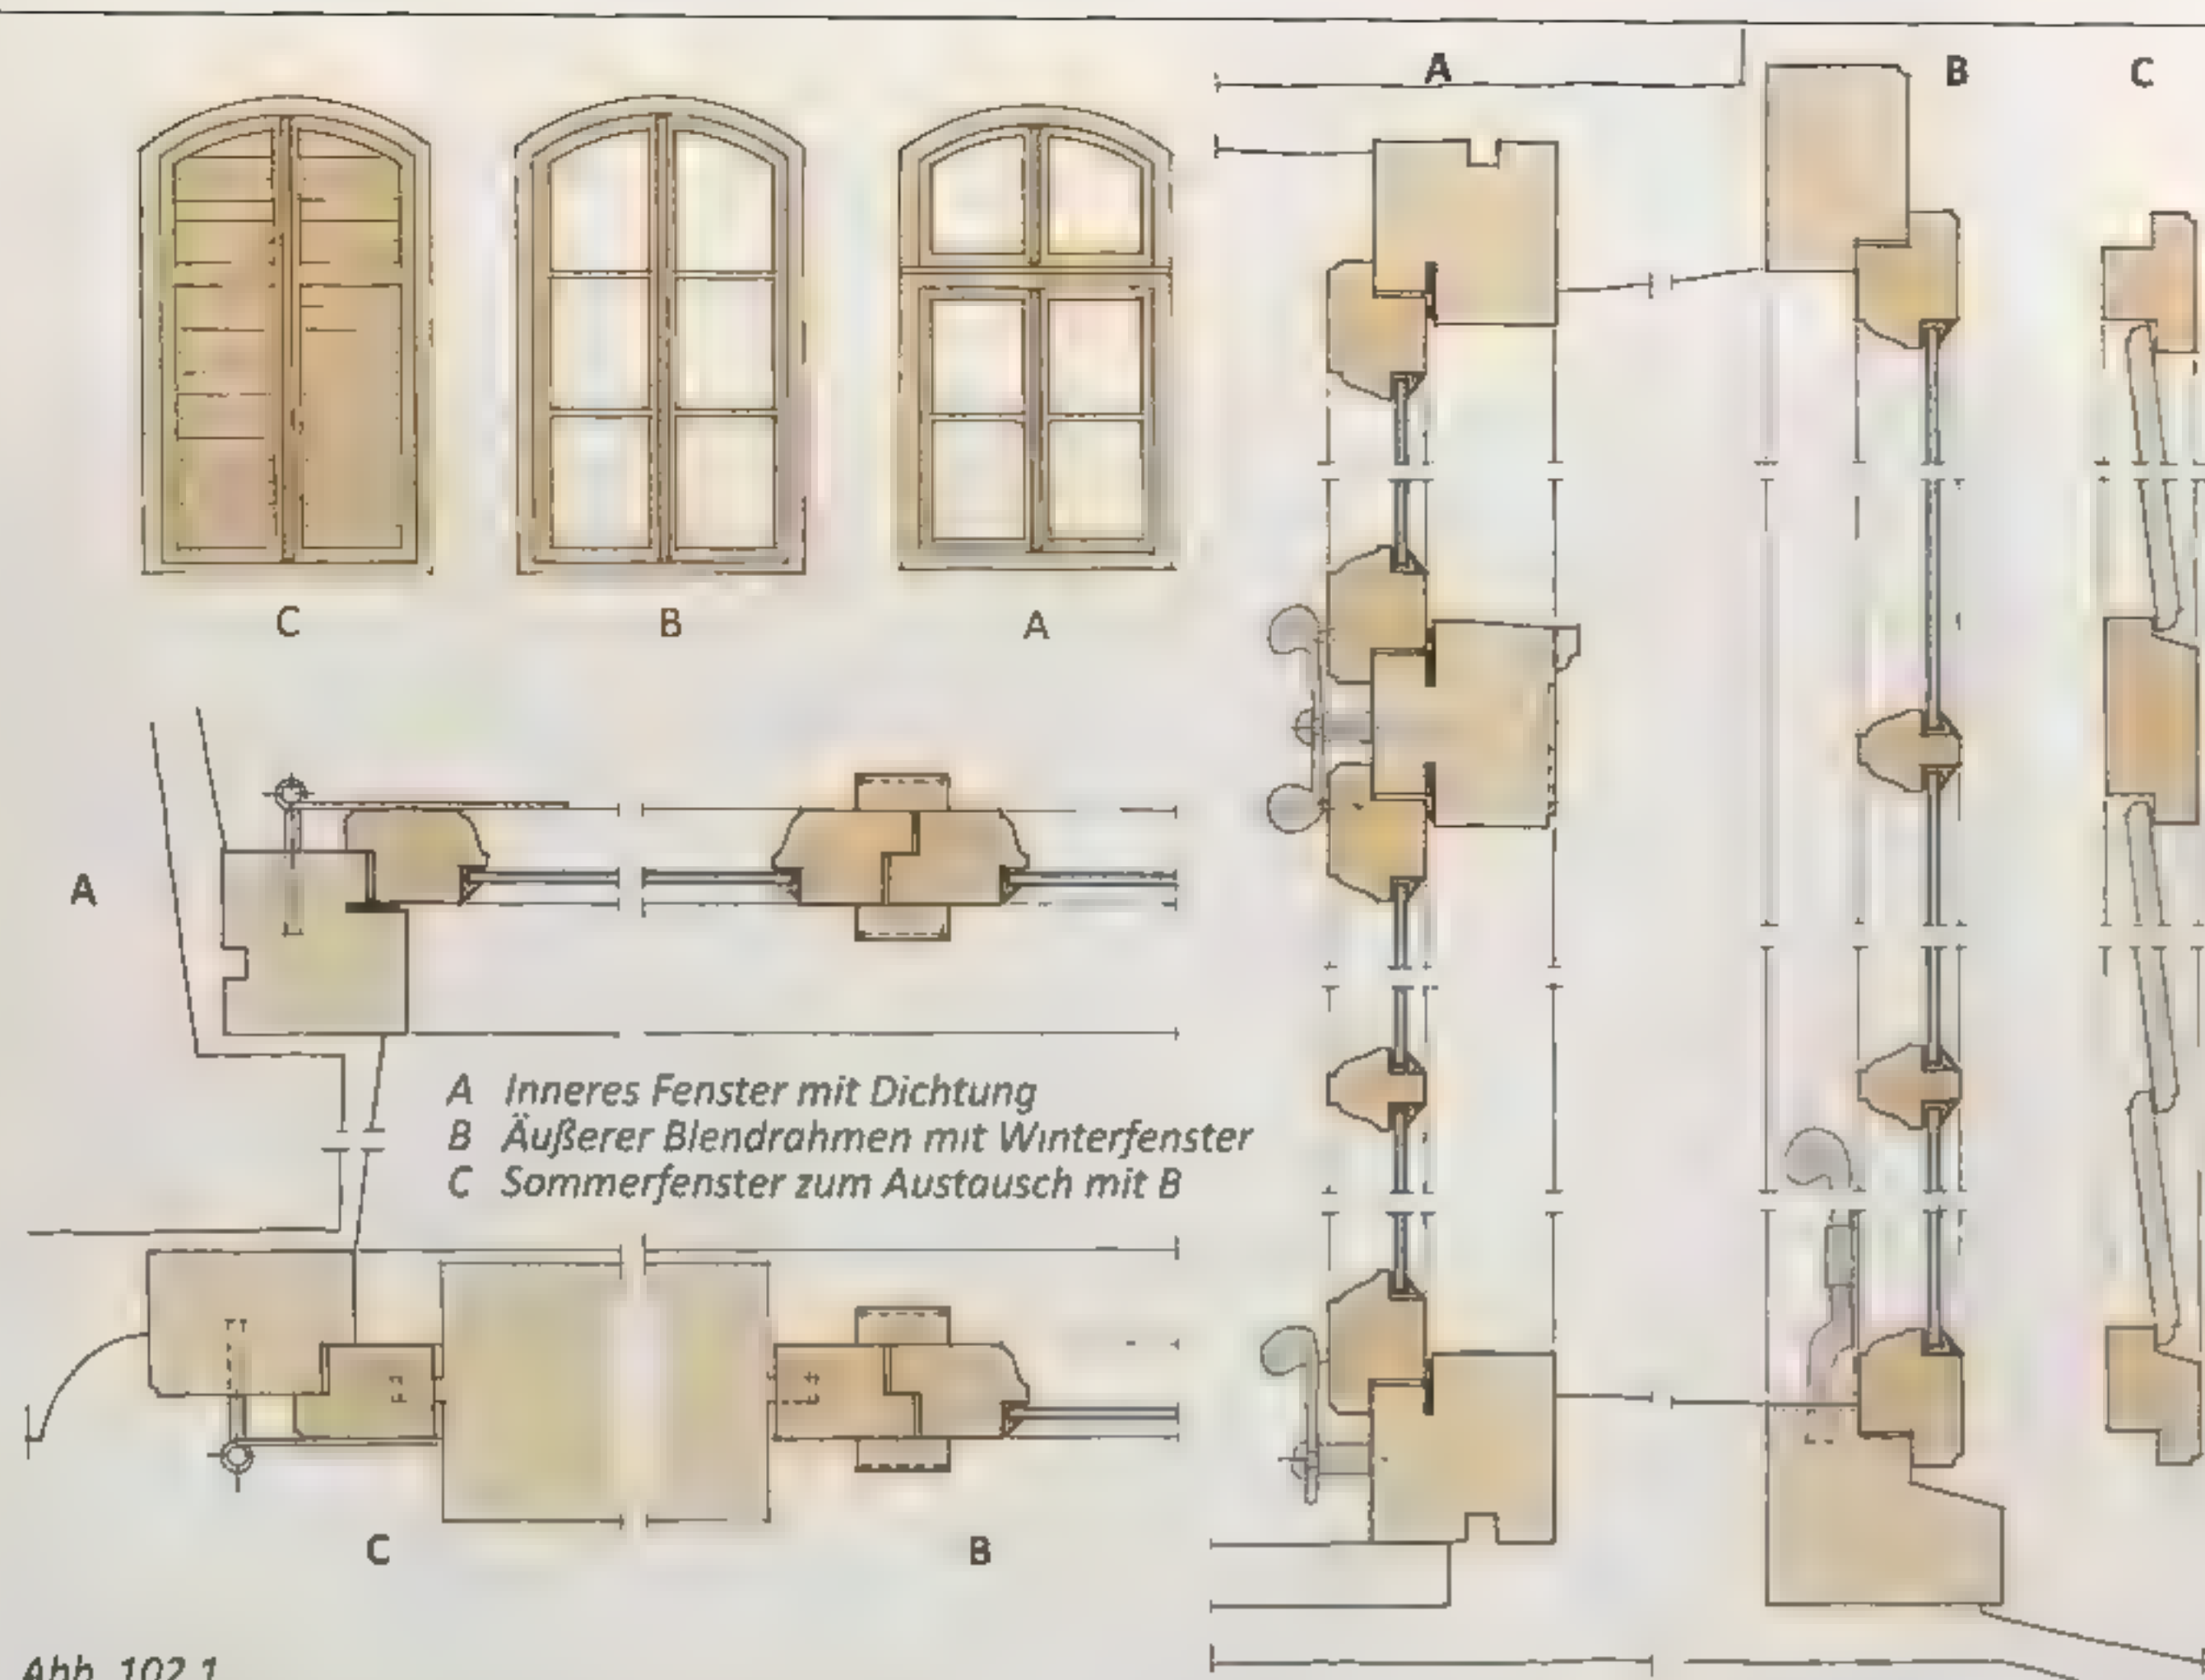 A
B
C
C
B
A
A
A Inneres Fenster mit Dichtung
B Äußerer Blendrahmen mit Winterfenster
C Sommerfenster zum Austausch mit B
C
B
Abb. 102.1